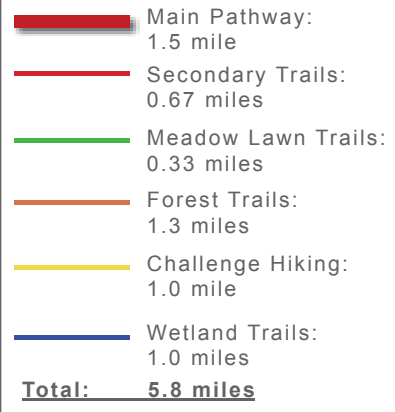 Main Pathway:
1.5 mile
Secondary Trails:
0.67 miles
Meadow Lawn Trails:
0.33 miles
Forest Trails:
1.3 miles
Challenge Hiking:
1.0 mile
Wetland Trails:
1.0 miles
Total: 5.8 miles